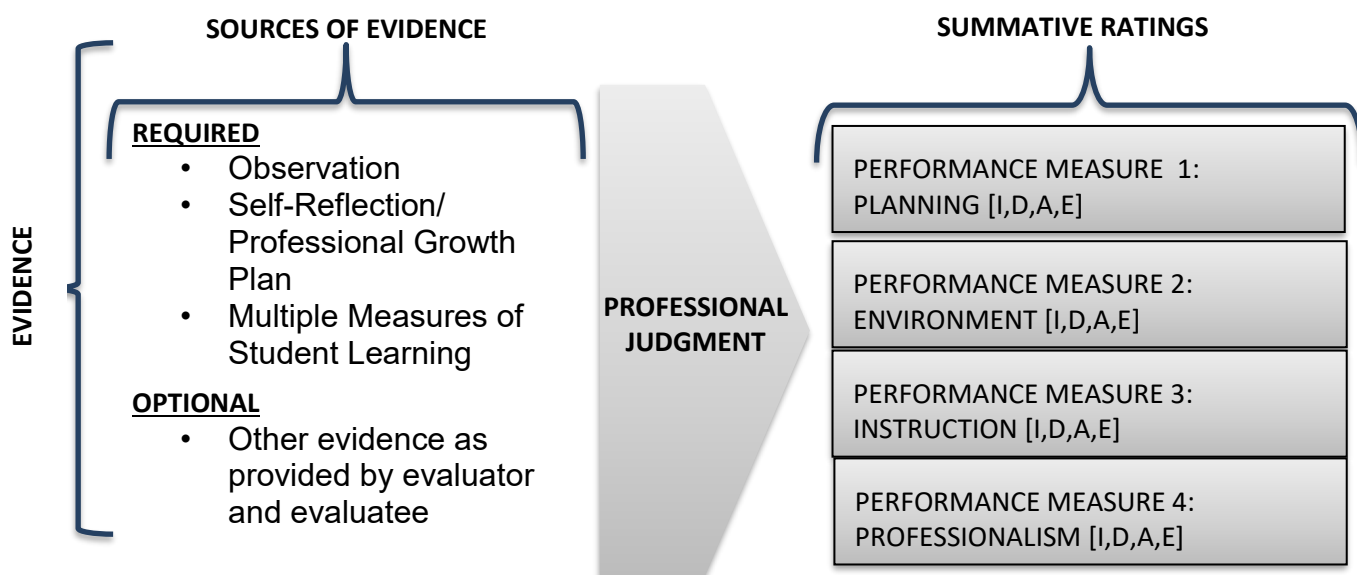 SOURCES OF EVIDENCE
SUMMATIVE RATINGS
EVIDENCE
REQUIRED
• Observation
• Self-Reflection/
Professional Growth
Plan
• Multiple Measures of
Student Learning
OPTIONAL
• Other evidence as
provided by evaluator
and evaluatee
PROFESSIONAL
JUDGMENT
PERFORMANCE MEASURE 1:
PLANNING [I,D,A,E]
PERFORMANCE MEASURE 2:
ENVIRONMENT [I,D,A,E]
PERFORMANCE MEASURE 3:
INSTRUCTION [I,D,A,E]
PERFORMANCE MEASURE 4:
PROFESSIONALISM [I,D,A,E]